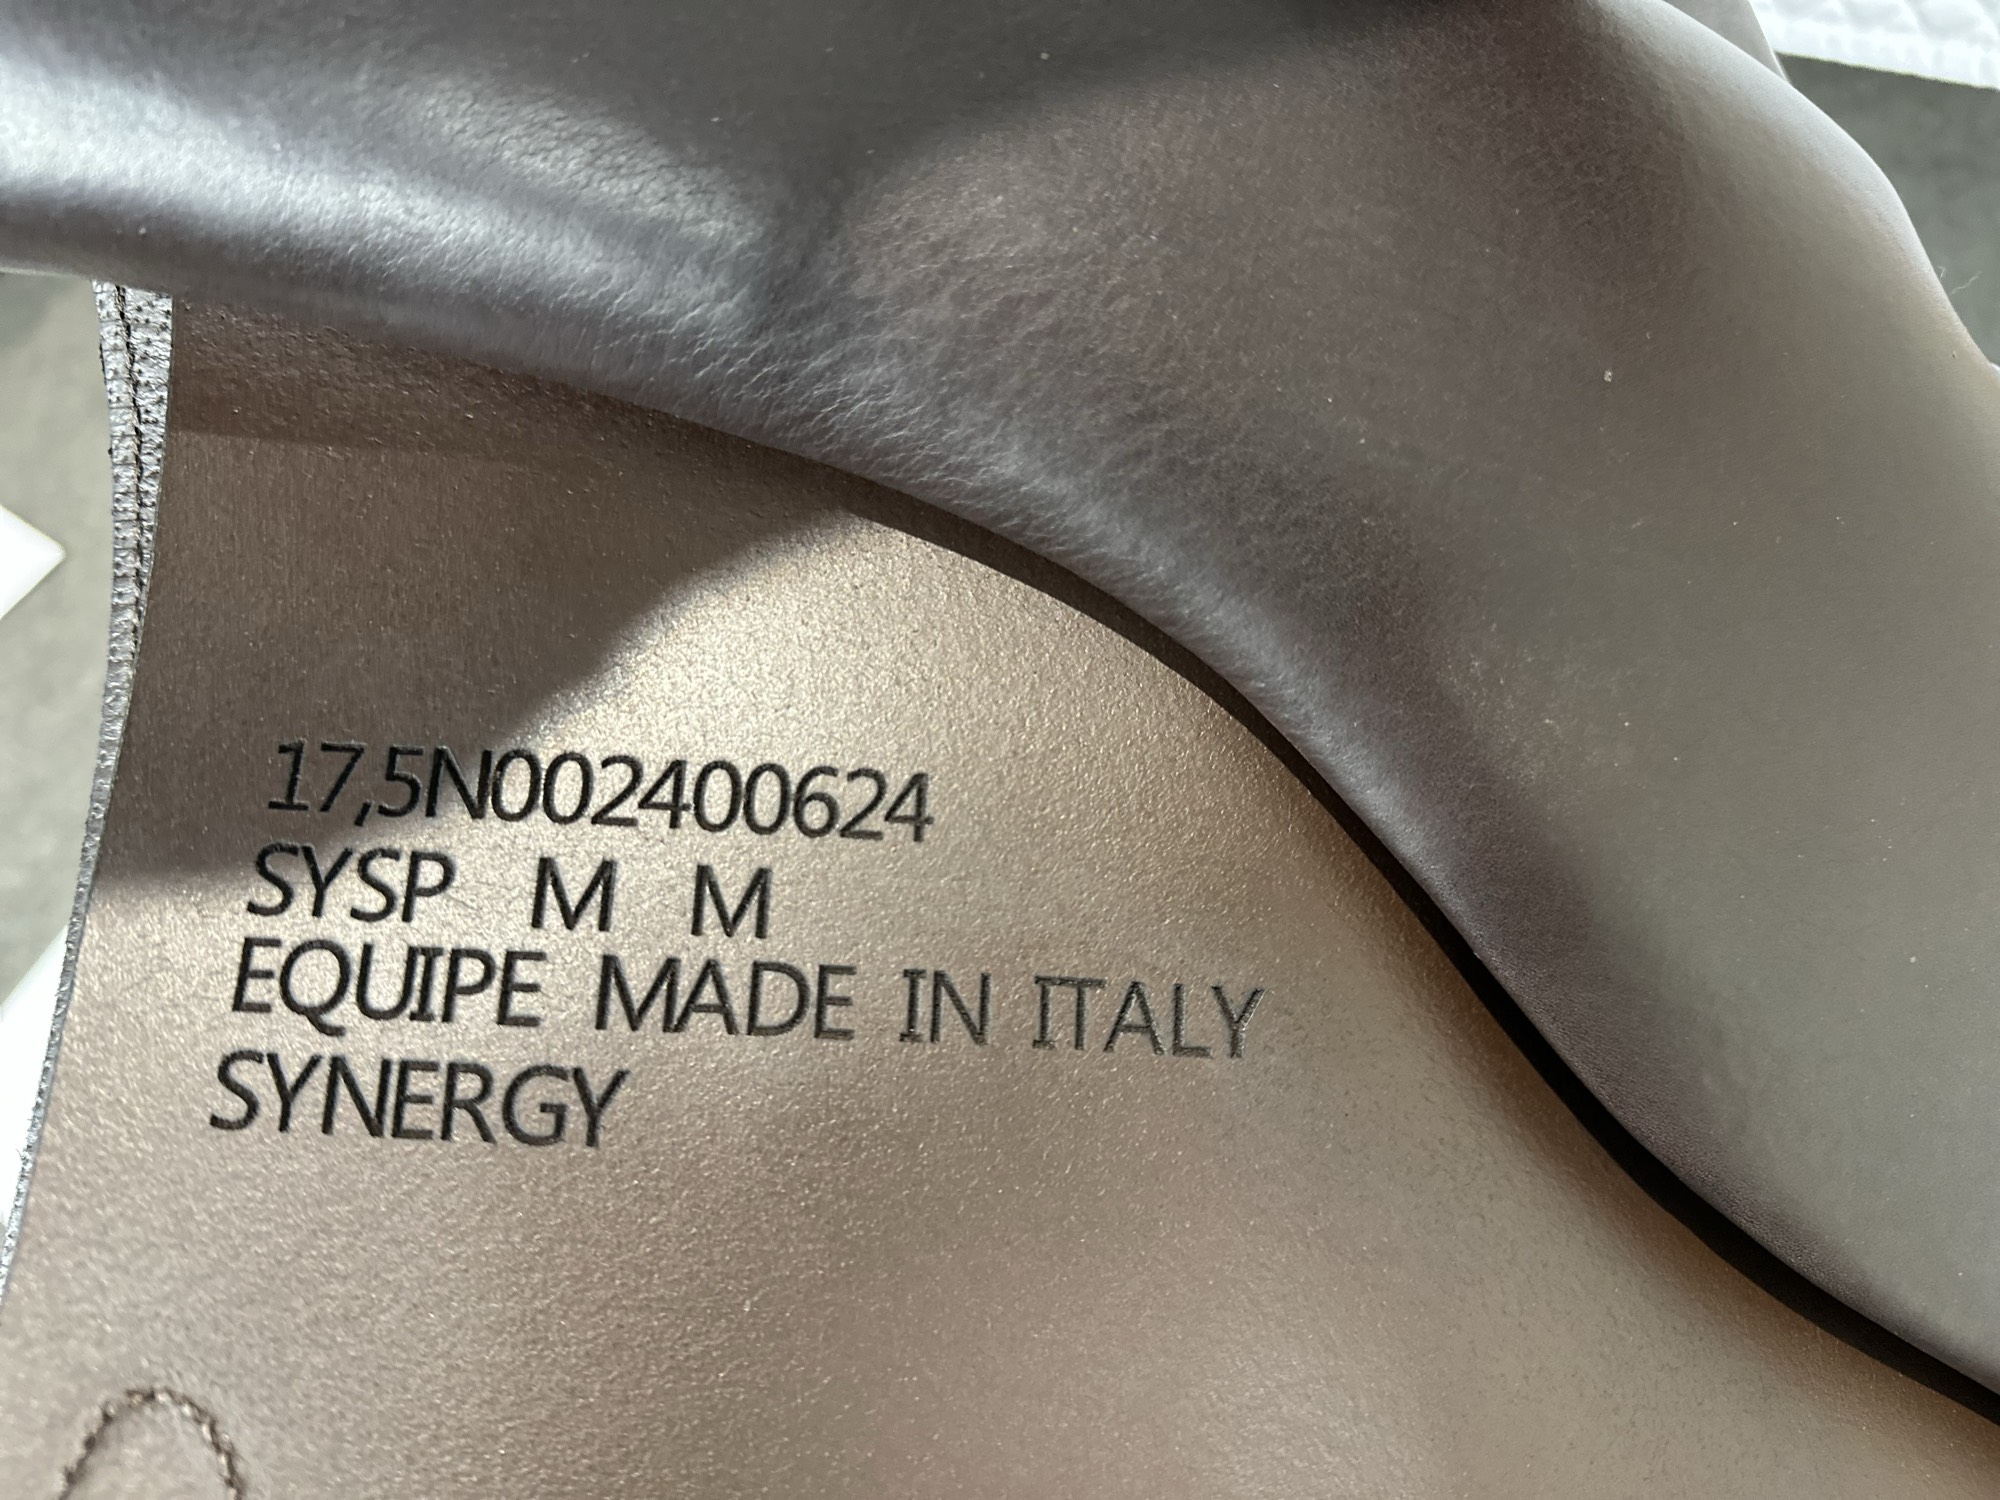 17,5N002400624
SYSP M M
EQUIPE MADE IN ITALY
SYNERGY